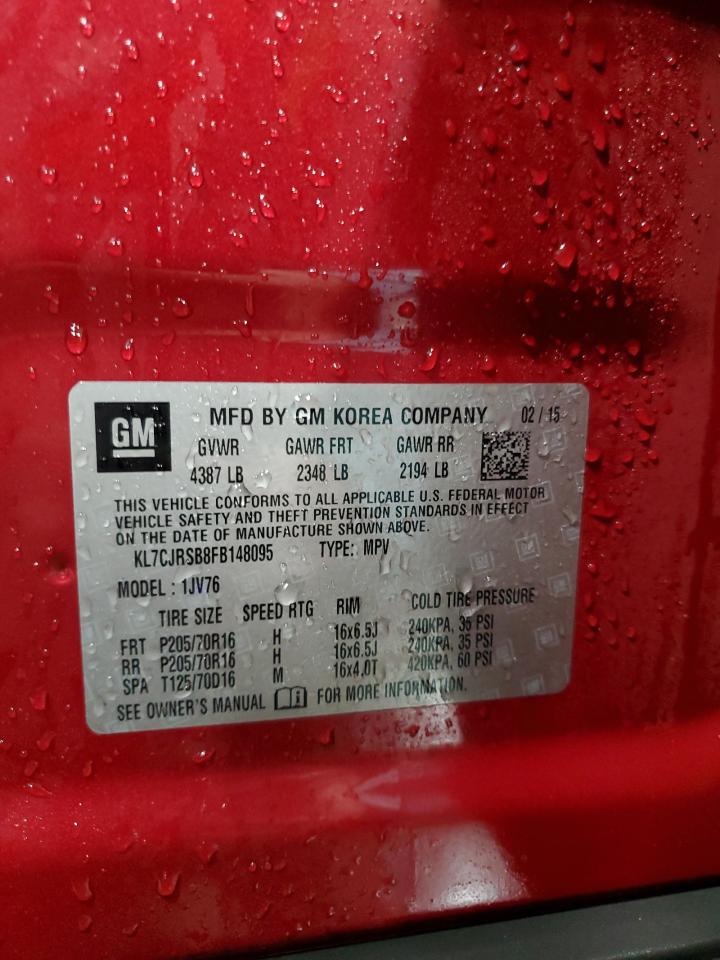 GM
MFD BY GM KOREA COMPANY 02 / 15
GVWR GAWR FRT GAWR RR
4387 LB 2348 LB 2194 LB
THIS VEHICLE CONFORMS TO ALL APPLICABLE U.S. FEDERAL MOTOR
VEHICLE SAFETY AND THEFT PREVENTION STANDARDS IN EFFECT
ON THE DATE OF MANUFACTURE SHOWN ABOVE.
KL7CJRSB8FB148095 TYPE: MPV
MODEL : 1JV76
TIRE SIZE SPEED RTG RIM COLD TIRE PRESSURE
FRT P205/70R16 H 16x6.5J 240KPA, 35 PSI
RR P205/70R16 H 16x6.5J 240KPA, 35 PSI
SPA T125/70D16 M 16x4.0T 420KPA, 60 PSI
SEE OWNER'S MANUAL FOR MORE INFORMATION.